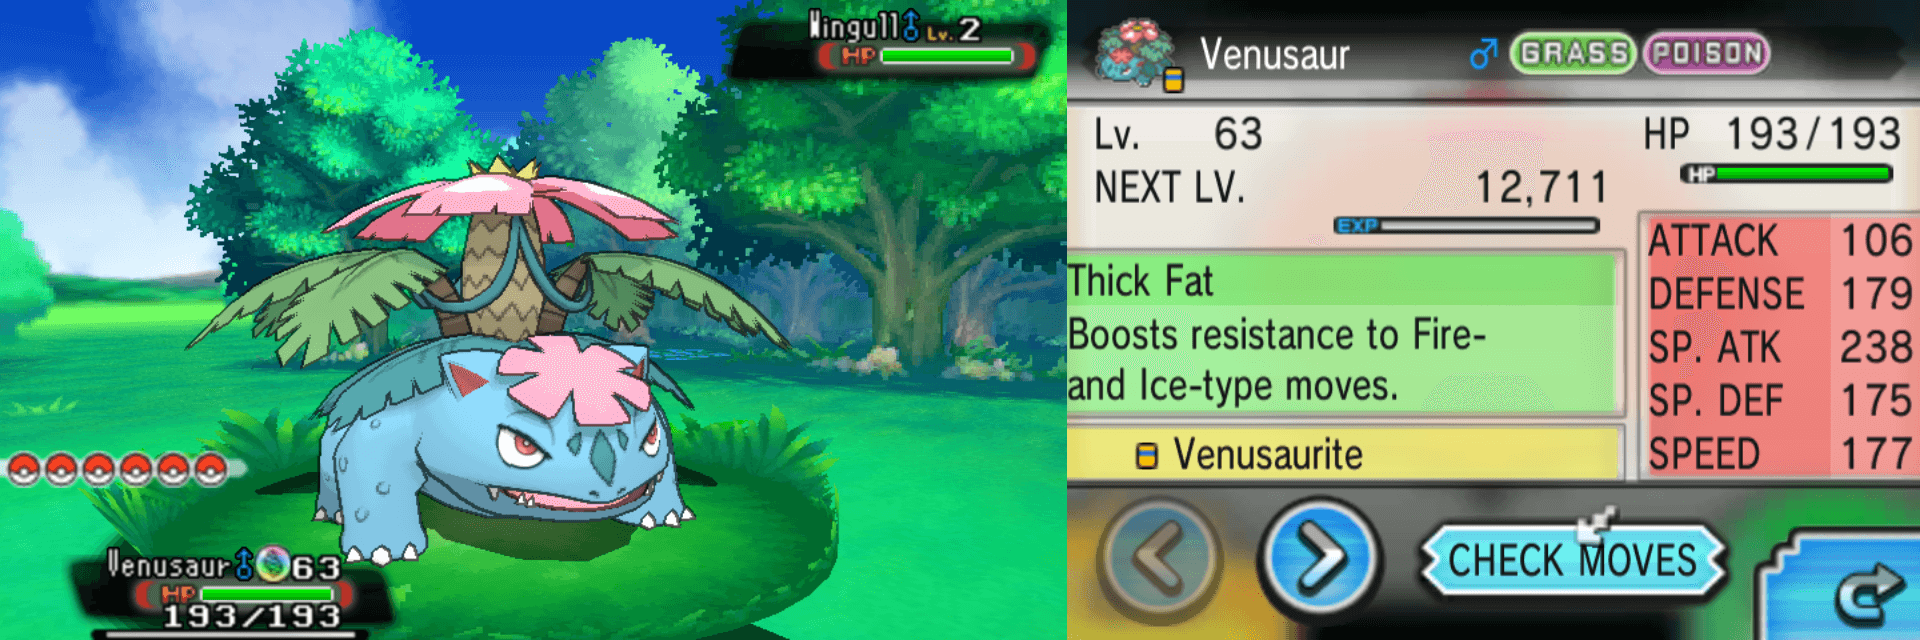 Wingull♂ Lv. 2
HP
Venusaur♂ 63
HP
193/193
Venusaur ♂ GRASS POISON
Lv. 63
NEXT LV. 12,711
EXP
HP 193/193
HP
Thick Fat
Boosts resistance to Fire-
and Ice-type moves.
Venusaurite
ATTACK 106
DEFENSE 179
SP. ATK 238
SP. DEF 175
SPEED 177
CHECK MOVES